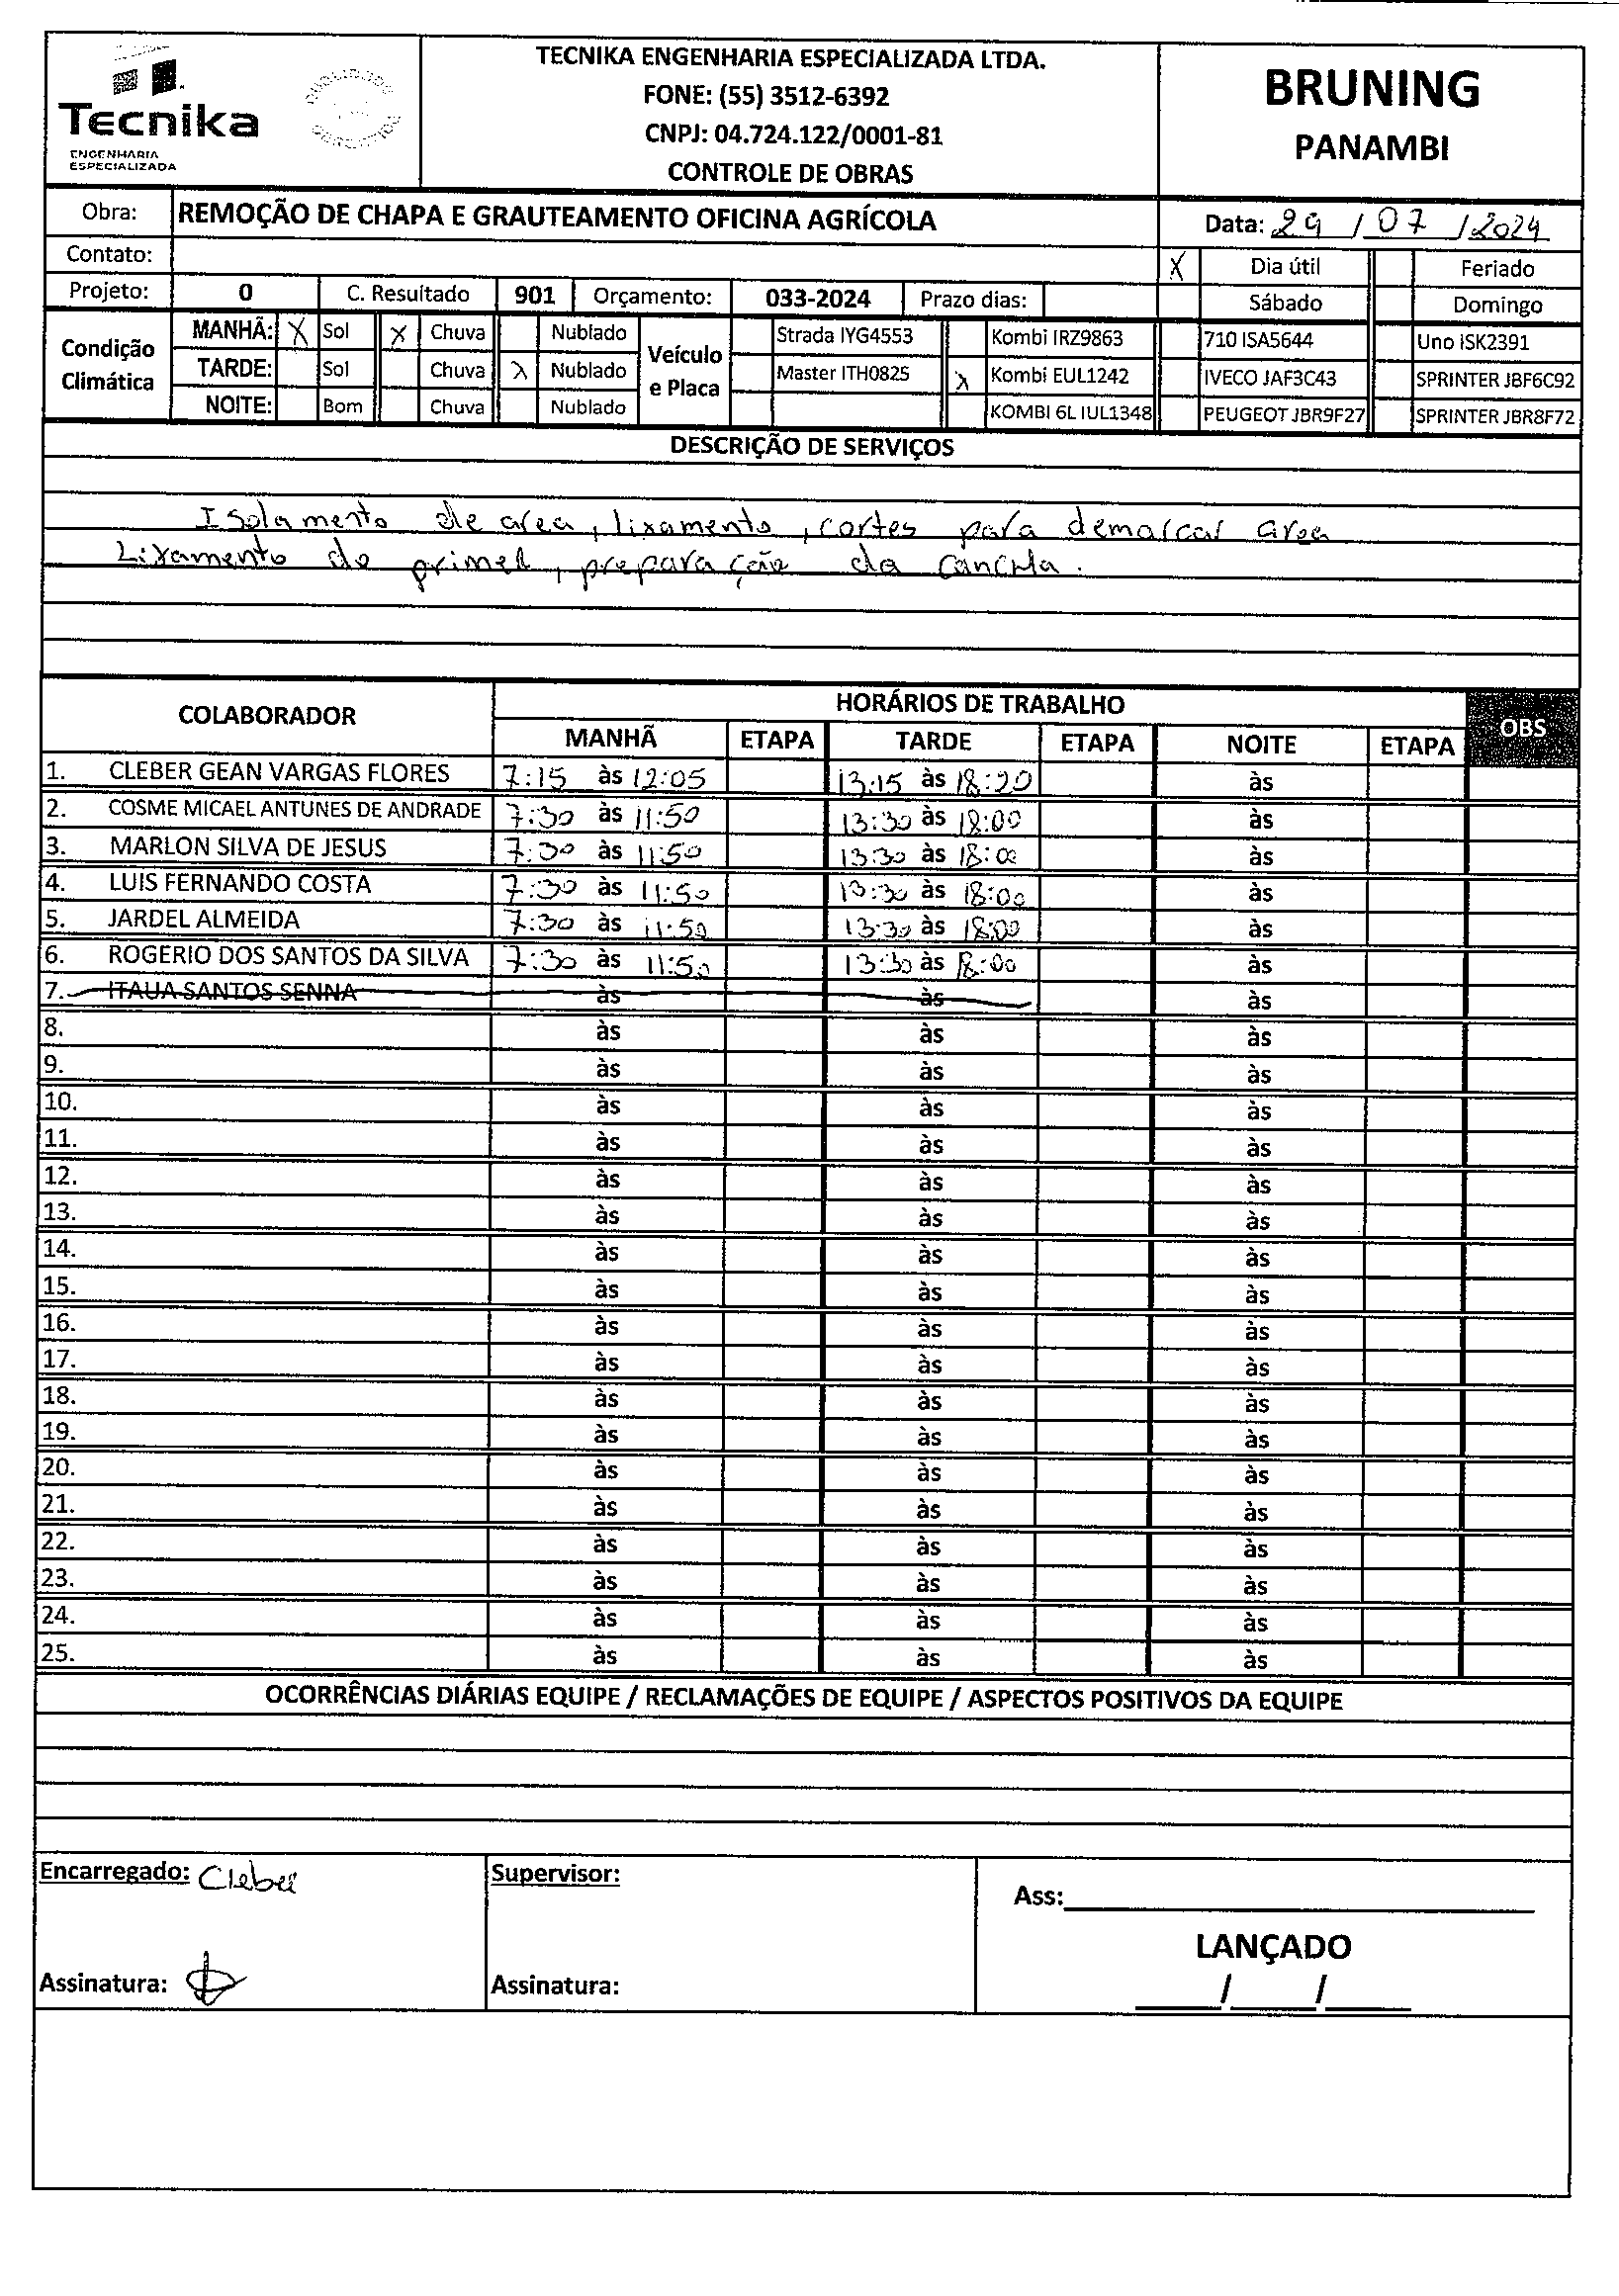 TECNIKA ENGENHARIA ESPECIALIZADA LTDA.
FONE: (55) 3512-6392
CNPJ: 04.724.122/0001-81
CONTROLE DE OBRAS
Tecnika
ENGENHARIA
ESPECIALIZADA
BRUNING
PANAMBI
Obra: REMOÇÃO DE CHAPA E GRAUTEAMENTO OFICINA AGRÍCOLA Data: 29 / 07 / 2024
Contato: X Dia útil Feriado
Projeto: 0 C. Resultado 901 Orçamento: 033-2024 Prazo dias: Sábado Domingo
Condição Climática
MANHÃ: X Sol X Chuva Nublado
TARDE: Sol Chuva X Nublado
NOITE: Bom Chuva Nublado
Veículo e Placa
Strada IYG4553 Kombi IRZ9863 710 ISA5644 Uno ISK2391
Master ITH0825 X Kombi EUL1242 IVECO JAF3C43 SPRINTER JBF6C92
KOMBI 6L IUL1348 PEUGEOT JBR9F27 SPRINTER JBR8F72
DESCRIÇÃO DE SERVIÇOS
Isolamento de area, lixamento, cortes para demarcar area
Lixamento do primer, preparação da cancha.
COLABORADOR HORÁRIOS DE TRABALHO OBS
MANHÃ ETAPA TARDE ETAPA NOITE ETAPA
1. CLEBER GEAN VARGAS FLORES 7:15 às 12:05 13:15 às 18:20 às
2. COSME MICAEL ANTUNES DE ANDRADE 7:30 às 11:50 13:30 às 18:00 às
3. MARLON SILVA DE JESUS 7:30 às 11:50 13:30 às 18:00 às
4. LUIS FERNANDO COSTA 7:30 às 11:50 13:30 às 18:00 às
5. JARDEL ALMEIDA 7:30 às 11:50 13:30 às 18:00 às
6. ROGERIO DOS SANTOS DA SILVA 7:30 às 11:50 13:30 às 18:00 às
7. ITAUA SANTOS SENNA às às às
8. às às às
9. às às às
10. às às às
11. às às às
12. às às às
13. às às às
14. às às às
15. às às às
16. às às às
17. às às às
18. às às às
19. às às às
20. às às às
21. às às às
22. às às às
23. às às às
24. às às às
25. às às às
OCORRÊNCIAS DIÁRIAS EQUIPE / RECLAMAÇÕES DE EQUIPE / ASPECTOS POSITIVOS DA EQUIPE
Encarregado: Cleber Supervisor: Ass:
LANÇADO
Assinatura: Assinatura: / /